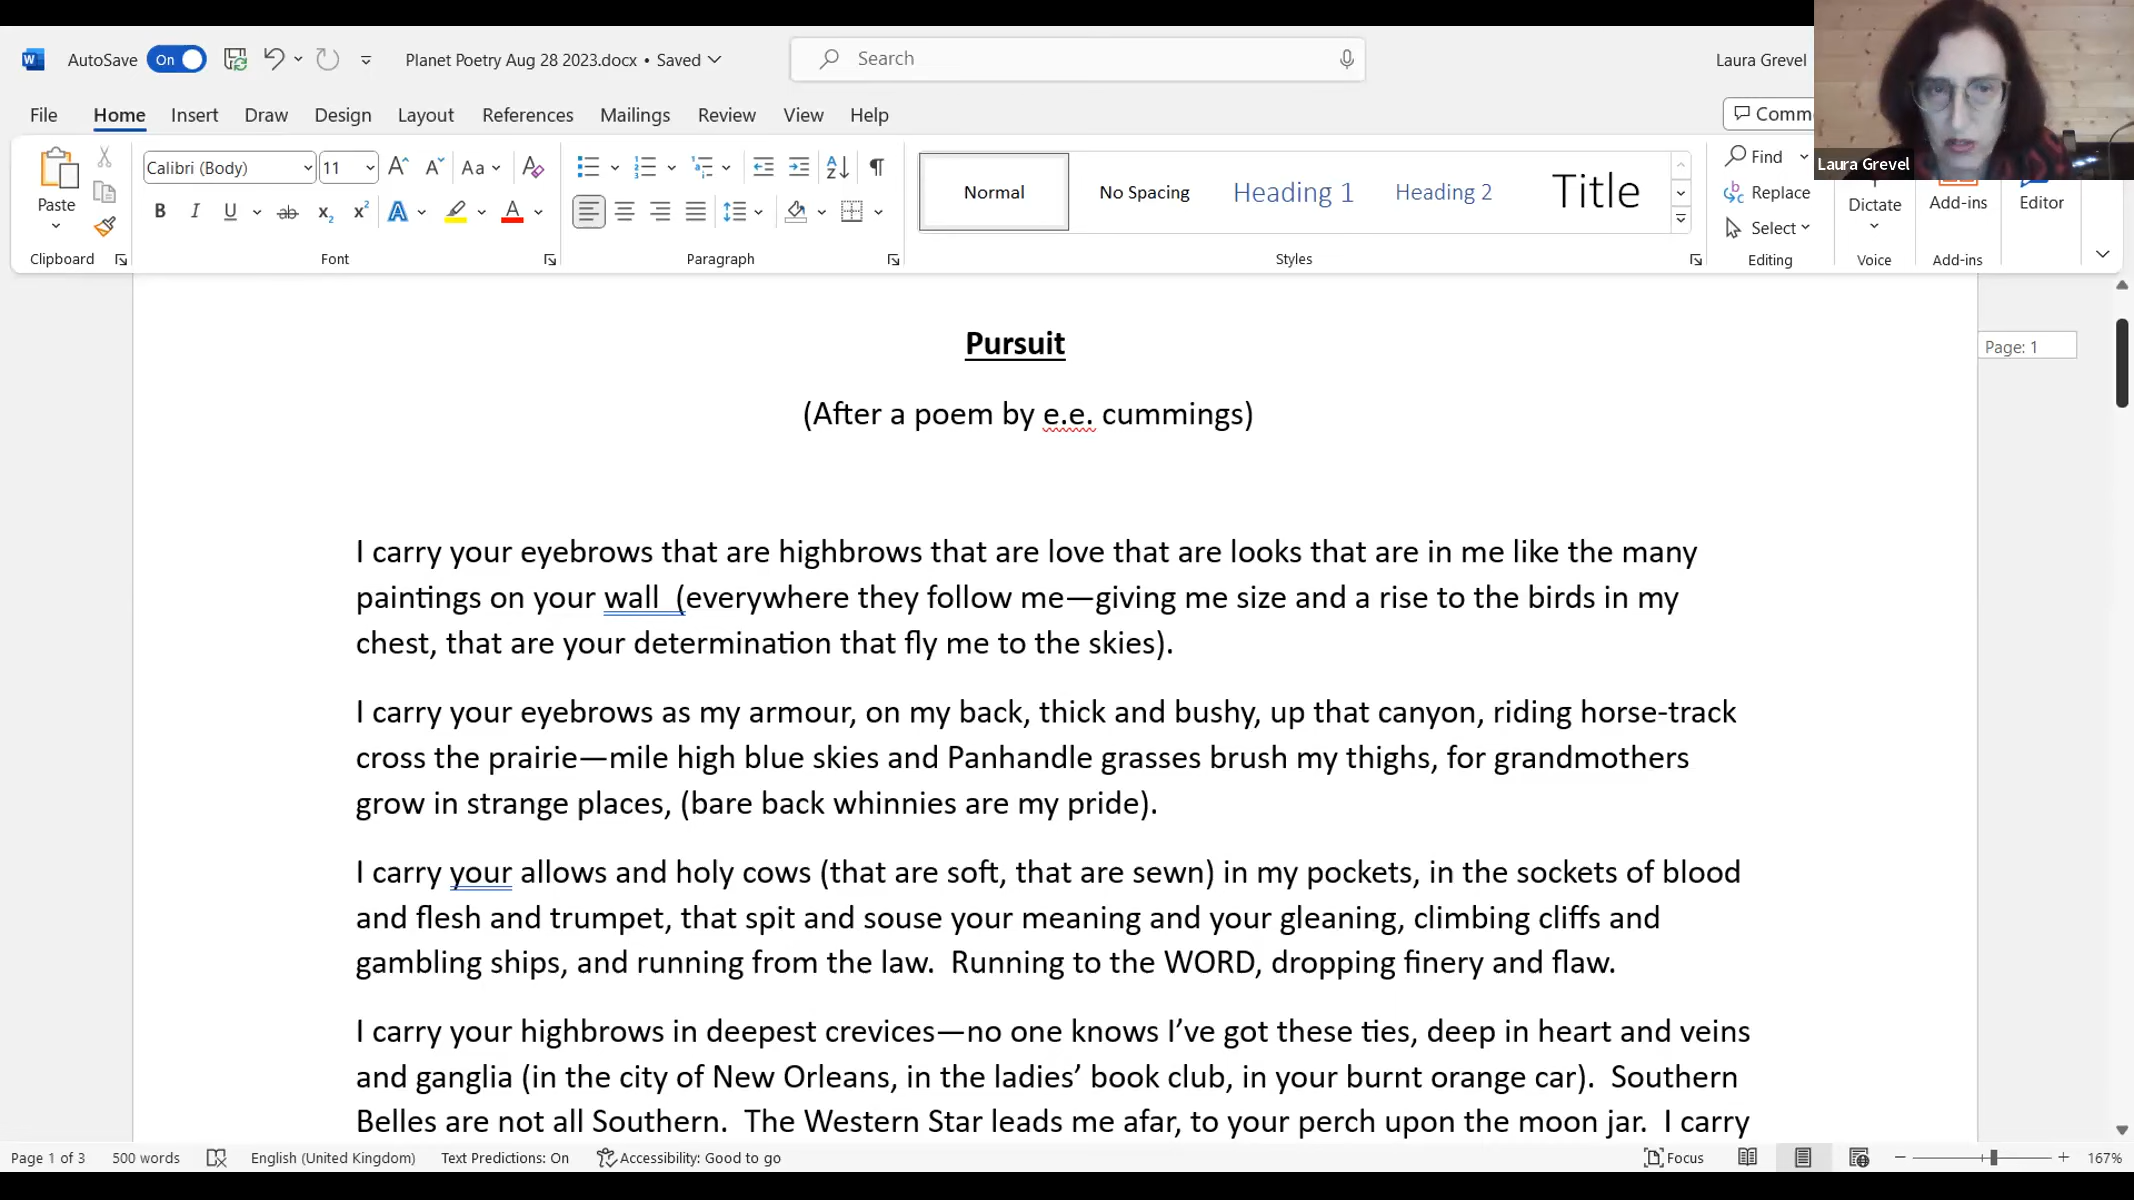 AutoSave On Planet Poetry Aug 28 2023.docx • Saved Search Laura Grevel
File Home Insert Draw Design Layout References Mailings Review View Help Comm
Laura Grevel
Paste
Calibri (Body) 11 Aa
B I U ab x₂ x² A A
Normal No Spacing Heading 1 Heading 2 Title
Find
Replace
Select
Dictate Add-ins Editor
Clipboard Font Paragraph Styles Editing Voice Add-ins
Page: 1
Pursuit
(After a poem by e.e. cummings)
I carry your eyebrows that are highbrows that are love that are looks that are in me like the many
paintings on your wall  (everywhere they follow me—giving me size and a rise to the birds in my
chest, that are your determination that fly me to the skies).
I carry your eyebrows as my armour, on my back, thick and bushy, up that canyon, riding horse-track
cross the prairie—mile high blue skies and Panhandle grasses brush my thighs, for grandmothers
grow in strange places, (bare back whinnies are my pride).
I carry your allows and holy cows (that are soft, that are sewn) in my pockets, in the sockets of blood
and flesh and trumpet, that spit and souse your meaning and your gleaning, climbing cliffs and
gambling ships, and running from the law.  Running to the WORD, dropping finery and flaw.
I carry your highbrows in deepest crevices—no one knows I’ve got these ties, deep in heart and veins
and ganglia (in the city of New Orleans, in the ladies’ book club, in your burnt orange car).  Southern
Belles are not all Southern.  The Western Star leads me afar, to your perch upon the moon jar.  I carry
Page 1 of 3 500 words English (United Kingdom) Text Predictions: On Accessibility: Good to go Focus 167%